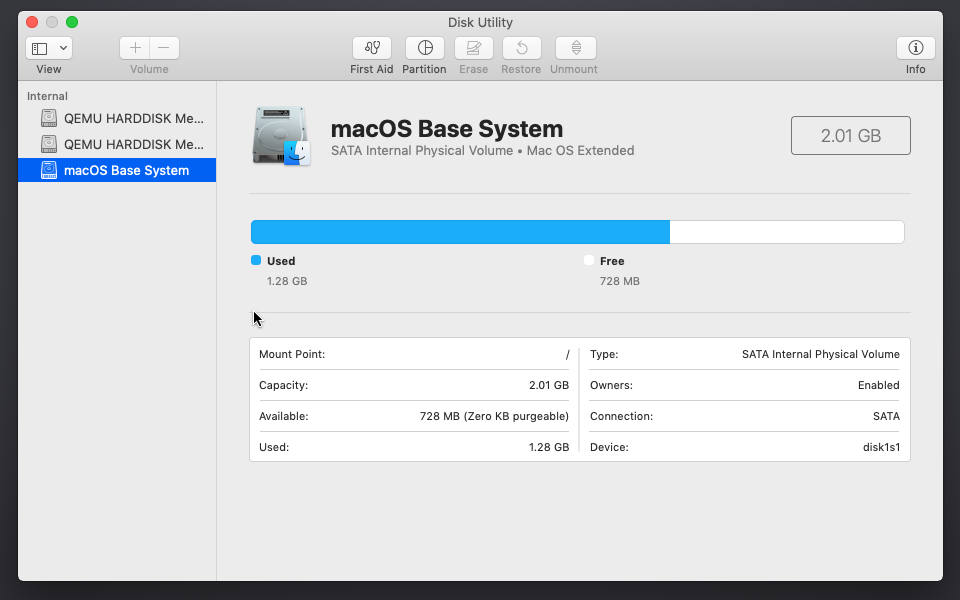 Disk Utility
View
Volume
First Aid
Partition
Erase
Restore
Unmount
Info
Internal
QEMU HARDDISK Me...
QEMU HARDDISK Me...
macOS Base System
macOS Base System
SATA Internal Physical Volume • Mac OS Extended
2.01 GB
Used
1.28 GB
Free
728 MB
Mount Point: /
Capacity: 2.01 GB
Available: 728 MB (Zero KB purgeable)
Used: 1.28 GB
Type: SATA Internal Physical Volume
Owners: Enabled
Connection: SATA
Device: disk1s1